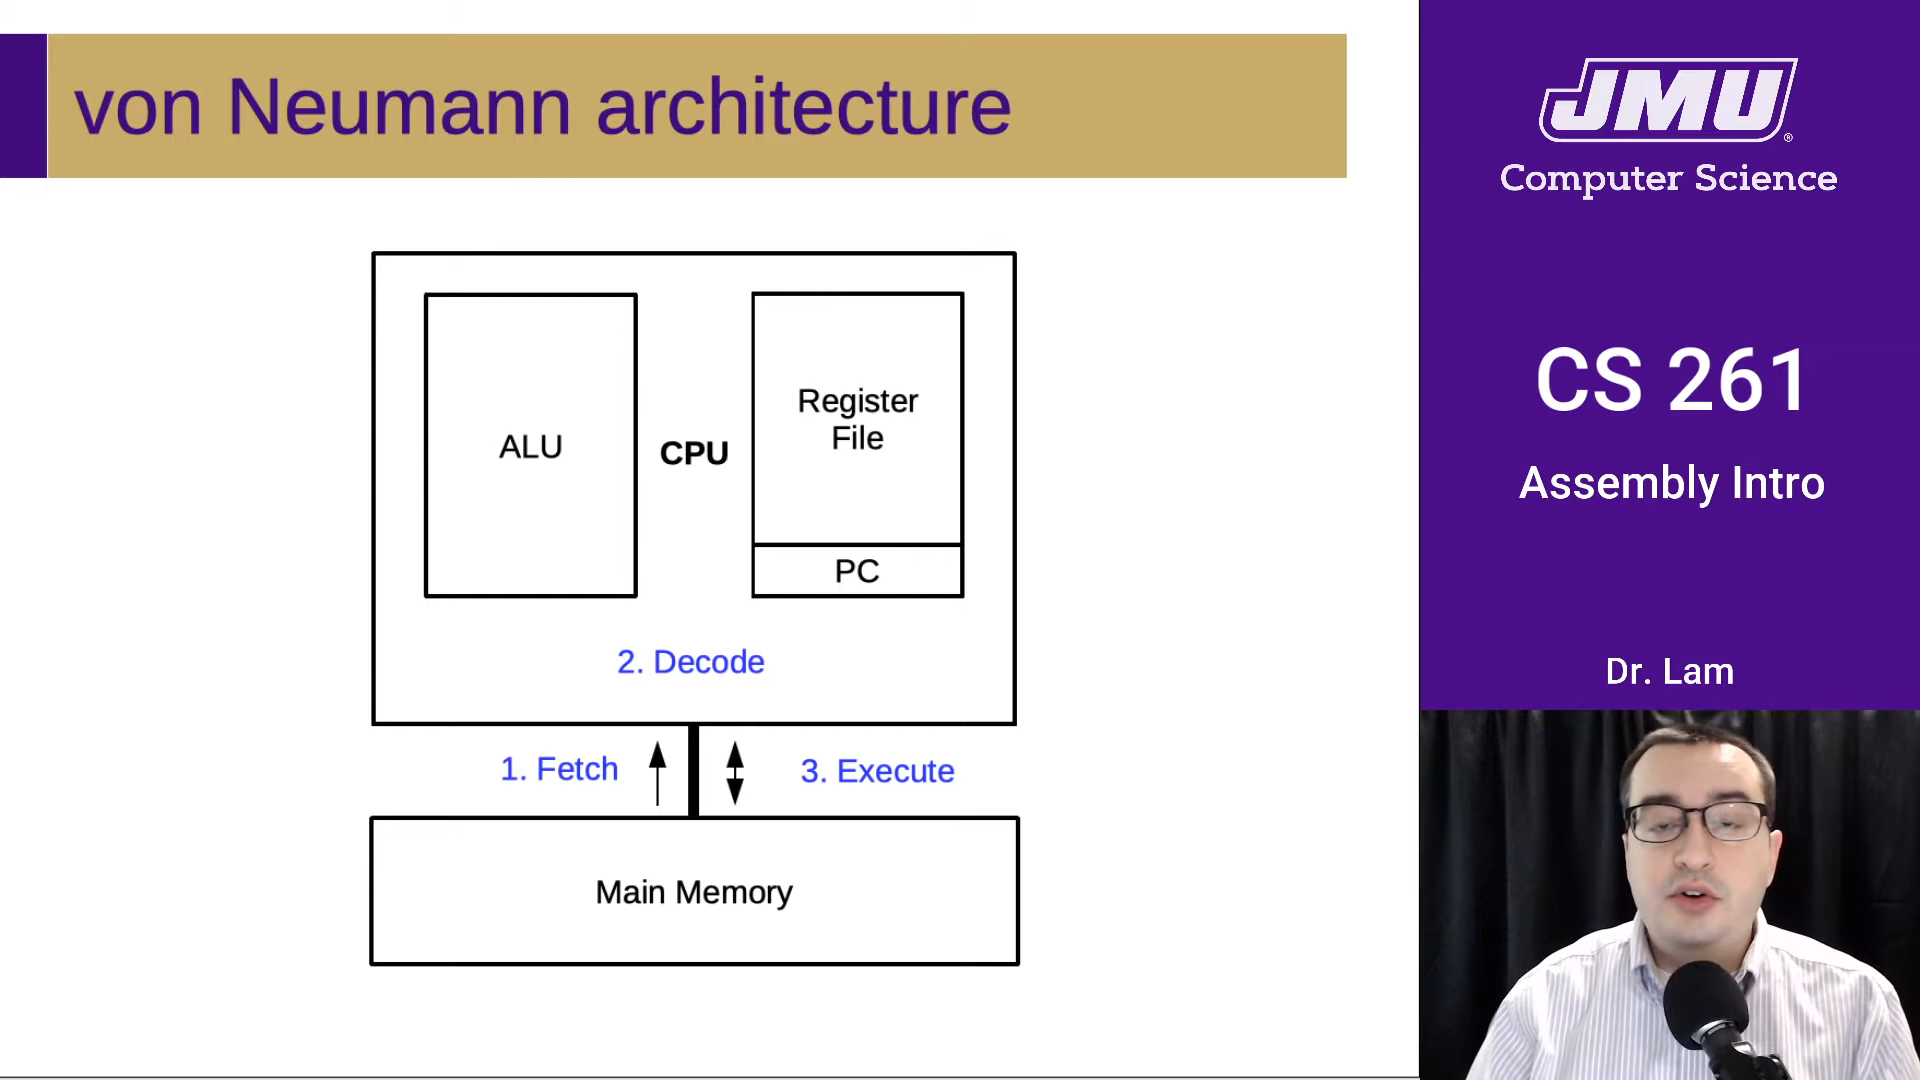 von Neumann architecture
ALU
CPU
Register
File
PC
2. Decode
1. Fetch
3. Execute
Main Memory
JMU®
Computer Science
CS 261
Assembly Intro
Dr. Lam